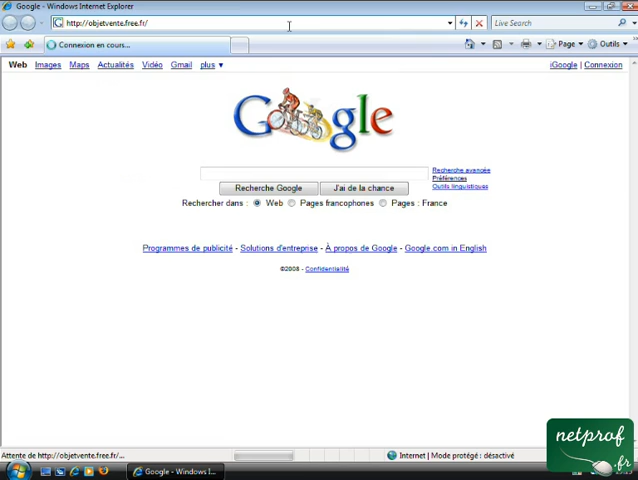 Google - Windows Internet Explorer
http://objetvente.free.fr/
Live Search
Connexion en cours...
Page
Outils
Web Images Maps Actualités Vidéo Gmail plus ▼
iGoogle | Connexion
Google
Recherche avancée
Préférences
Outils linguistiques
Recherche Google
J'ai de la chance
Rechercher dans : Web Pages francophones Pages : France
Programmes de publicité - Solutions d'entreprise - À propos de Google - Google.com in English
©2008 - Confidentialité
netprof
.fr
Attente de http://objetvente.free.fr/...
Internet | Mode protégé : désactivé
Google - Windows I...